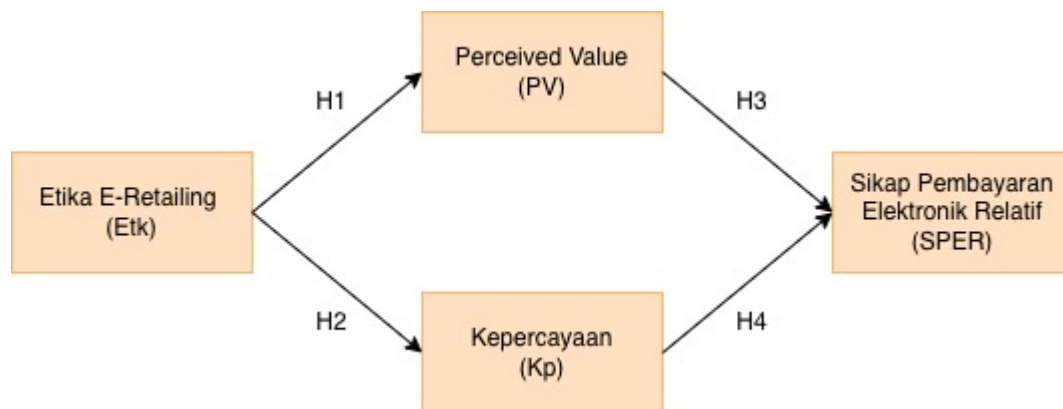 Perceived Value
(PV)
H1
H3
Etika E-Retailing
(Etk)
Sikap Pembayaran
Elektronik Relatif
(SPER)
H2
H4
Kepercayaan
(Kp)